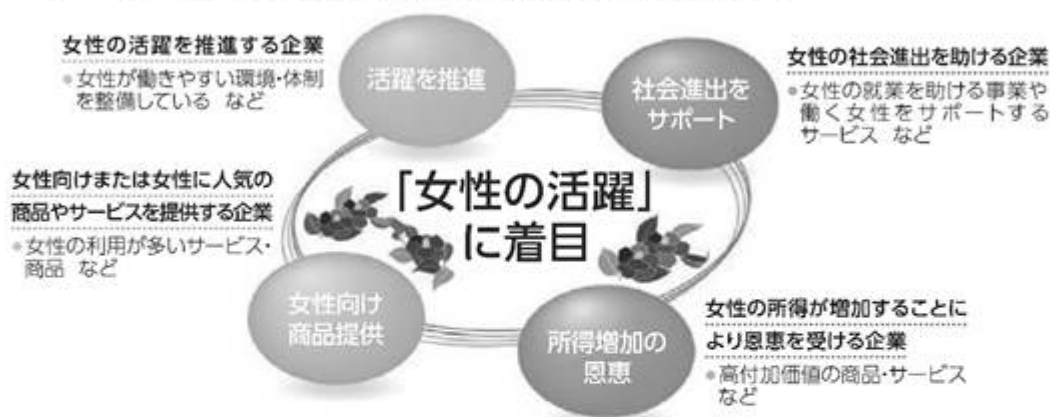 女性の活躍を推進する企業
●女性が働きやすい環境・体制
を整備している など
活躍を推進
社会進出を
サポート
女性の社会進出を助ける企業
●女性の就業を助ける事業や
働く女性をサポートする
サービス など
女性向けまたは女性に人気の
商品やサービスを提供する企業
●女性の利用が多いサービス・
商品 など
「女性の活躍」
に着目
女性向け
商品提供
所得増加の
恩恵
女性の所得が増加することに
より恩恵を受ける企業
●高付加価値の商品・サービス
など